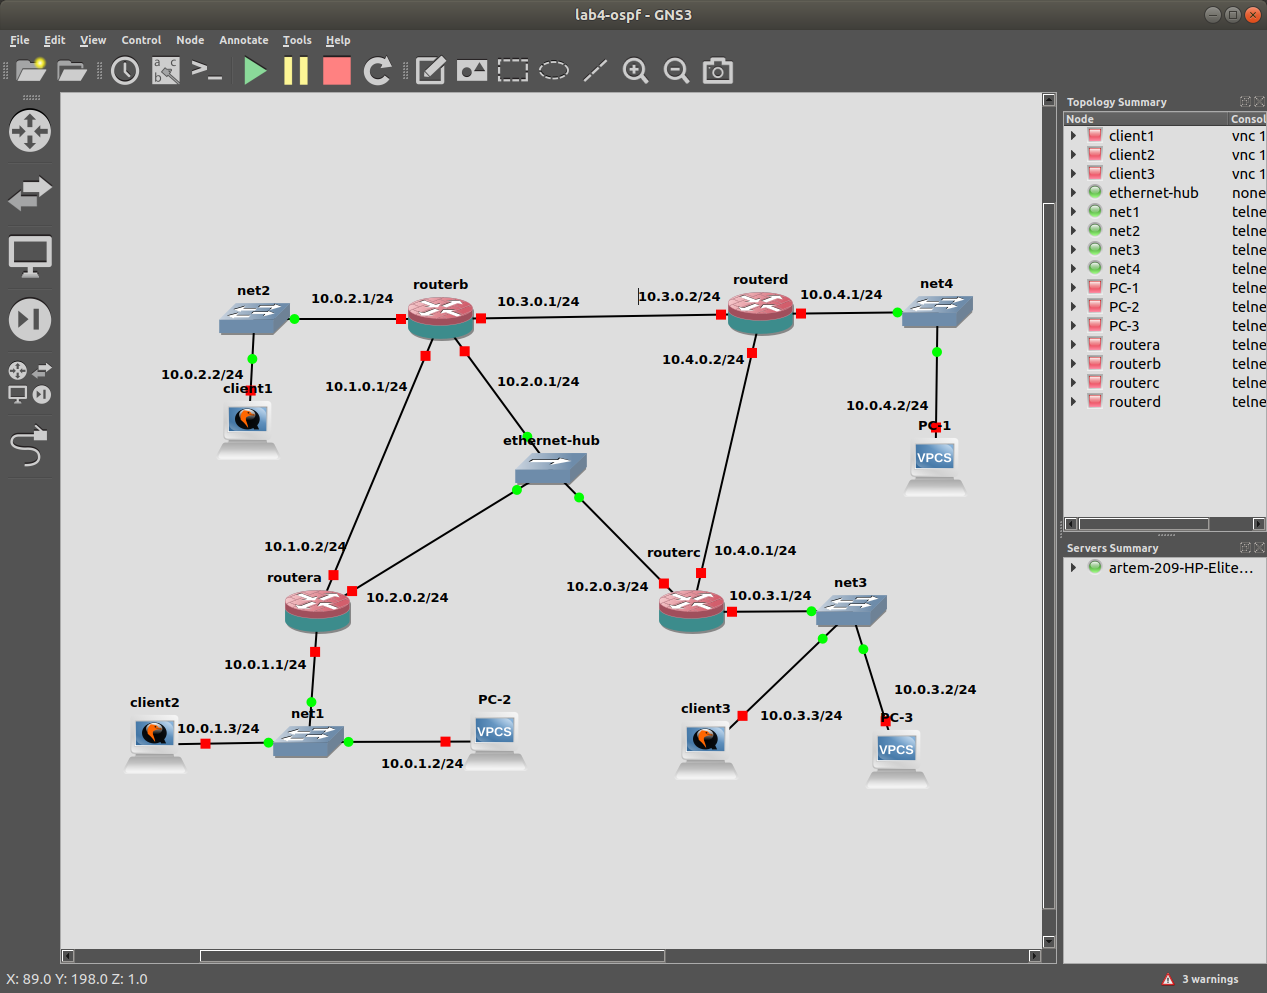 lab4-ospf - GNS3
File Edit View Control Node Annotate Tools Help
a c
b
net2
10.0.2.1/24
routerb
10.3.0.1/24
10.3.0.2/24
routerd
10.0.4.1/24
net4
10.0.2.2/24
client1
10.1.0.1/24
10.2.0.1/24
10.4.0.2/24
10.0.4.2/24
PC-1
VPCS
ethernet-hub
10.1.0.2/24
routera
10.2.0.2/24
routerc
10.4.0.1/24
10.2.0.3/24
10.0.3.1/24
net3
10.0.1.1/24
client2
10.0.1.3/24
net1
PC-2
VPCS
10.0.1.2/24
client3
10.0.3.3/24
10.0.3.2/24
PC-3
VPCS
Topology Summary
Node Consol
client1 vnc 1
client2 vnc 1
client3 vnc 1
ethernet-hub none
net1 telne
net2 telne
net3 telne
net4 telne
PC-1 telne
PC-2 telne
PC-3 telne
routera telne
routerb telne
routerc telne
routerd telne
Servers Summary
artem-209-HP-Elite...
X: 89.0 Y: 198.0 Z: 1.0
3 warnings